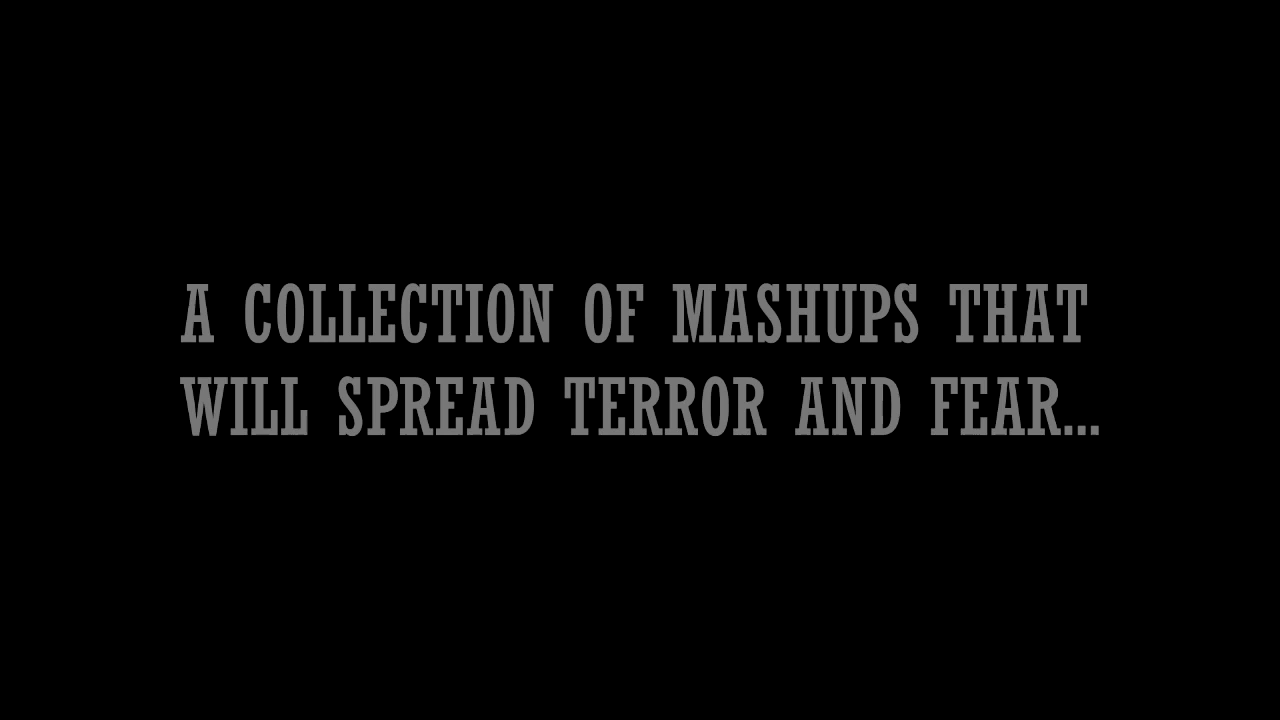 A COLLECTION OF MASHUPS THAT
WILL SPREAD TERROR AND FEAR...